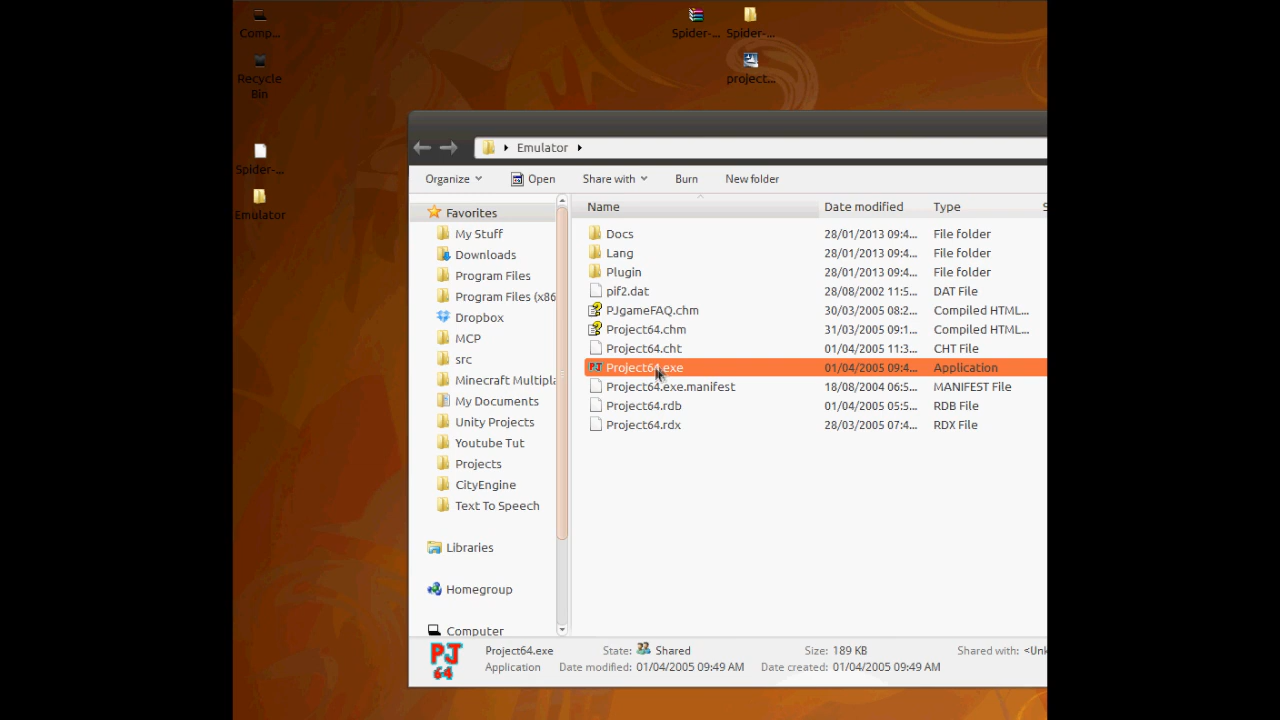 Comp...
Spider-...
Spider-...
Recycle
Bin
project...
Spider-...
Emulator
Emulator
Organize
Open
Share with
Burn
New folder
Favorites
My Stuff
Downloads
Program Files
Program Files (x86
Dropbox
MCP
src
Minecraft Multipla
My Documents
Unity Projects
Youtube Tut
Projects
CityEngine
Text To Speech
Libraries
Homegroup
Computer
Name Date modified Type S
Docs 28/01/2013 09:4... File folder
Lang 28/01/2013 09:4... File folder
Plugin 28/01/2013 09:4... File folder
pif2.dat 28/08/2002 11:5... DAT File
PJgameFAQ.chm 30/03/2005 08:2... Compiled HTML...
Project64.chm 31/03/2005 09:1... Compiled HTML...
Project64.cht 01/04/2005 11:3... CHT File
Project64.exe 01/04/2005 09:4... Application
Project64.exe.manifest 18/08/2004 06:5... MANIFEST File
Project64.rdb 01/04/2005 05:5... RDB File
Project64.rdx 28/03/2005 07:4... RDX File
PJ
64
Project64.exe State: Shared Size: 189 KB Shared with: <Unk
Application Date modified: 01/04/2005 09:49 AM Date created: 01/04/2005 09:49 AM